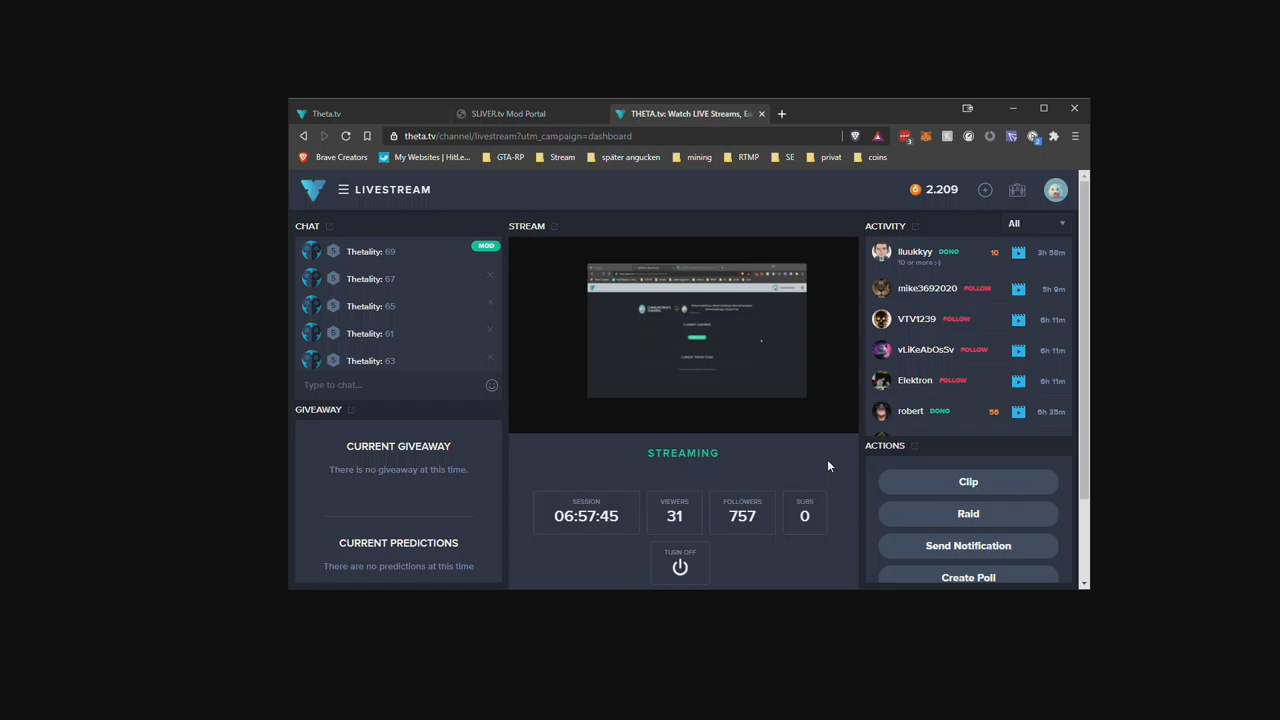 Theta.tv
SLIVER.tv Mod Portal
THETA.tv: Watch LIVE Streams, Ea
theta.tv/channel/livestream?utm_campaign=dashboard
3
2
Brave Creators
My Websites | HitLe...
GTA-RP
Stream
später angucken
mining
RTMP
SE
privat
coins
LIVESTREAM
2.209
CHAT
MOD
Thetality: 69
Thetality: 67
Thetality: 65
Thetality: 61
Thetality: 63
Type to chat...
GIVEAWAY
CURRENT GIVEAWAY
There is no giveaway at this time.
CURRENT PREDICTIONS
There are no predictions at this time
STREAM
STREAMING
SESSION
06:57:45
VIEWERS
31
FOLLOWERS
757
SUBS
0
TURN OFF
ACTIVITY
All
lluukkyy DONO 10 3h 58m
10 or more ;-)
mike3692020 FOLLOW 5h 9m
VTV1239 FOLLOW 6h 11m
vLiKeAbOsSv FOLLOW 6h 11m
Elektron FOLLOW 6h 11m
robert DONO 56 6h 35m
ACTIONS
Clip
Raid
Send Notification
Create Poll